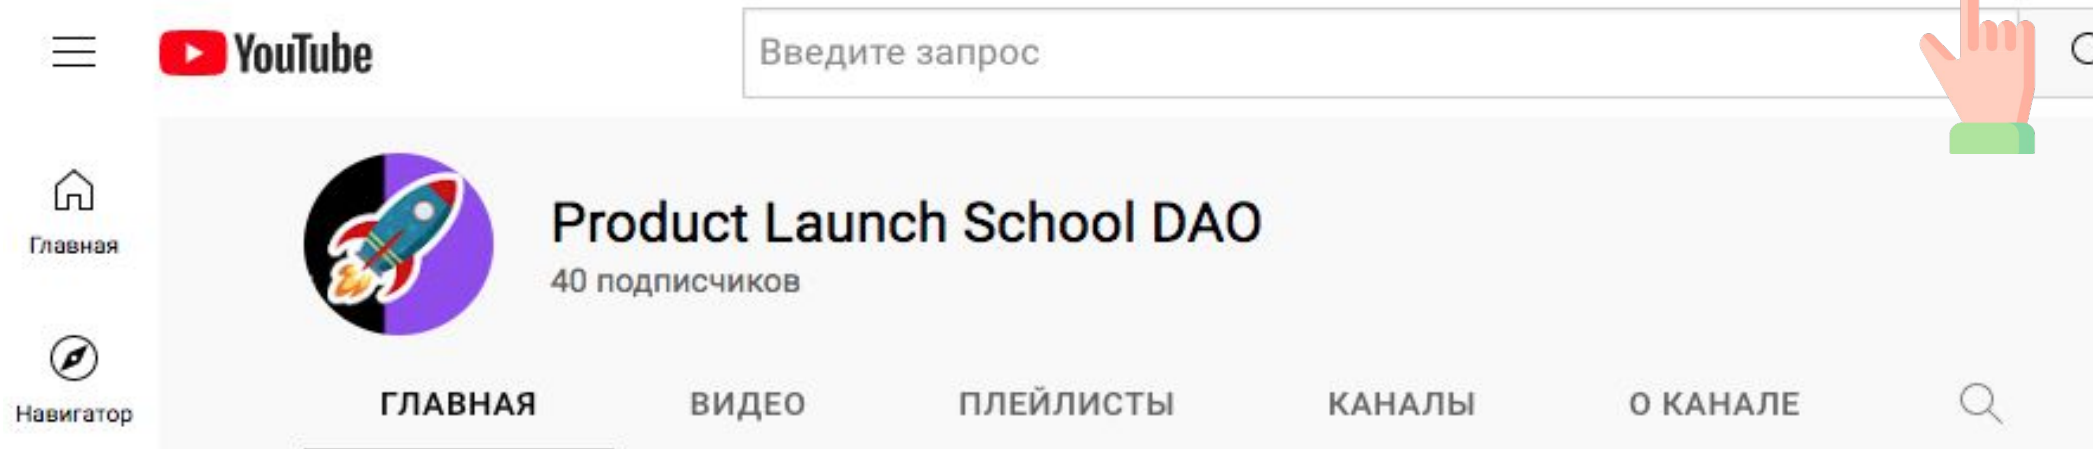 YouTube
Введите запрос
Главная
Product Launch School DAO
40 подписчиков
Навигатор
ГЛАВНАЯ ВИДЕО ПЛЕЙЛИСТЫ КАНАЛЫ О КАНАЛЕ